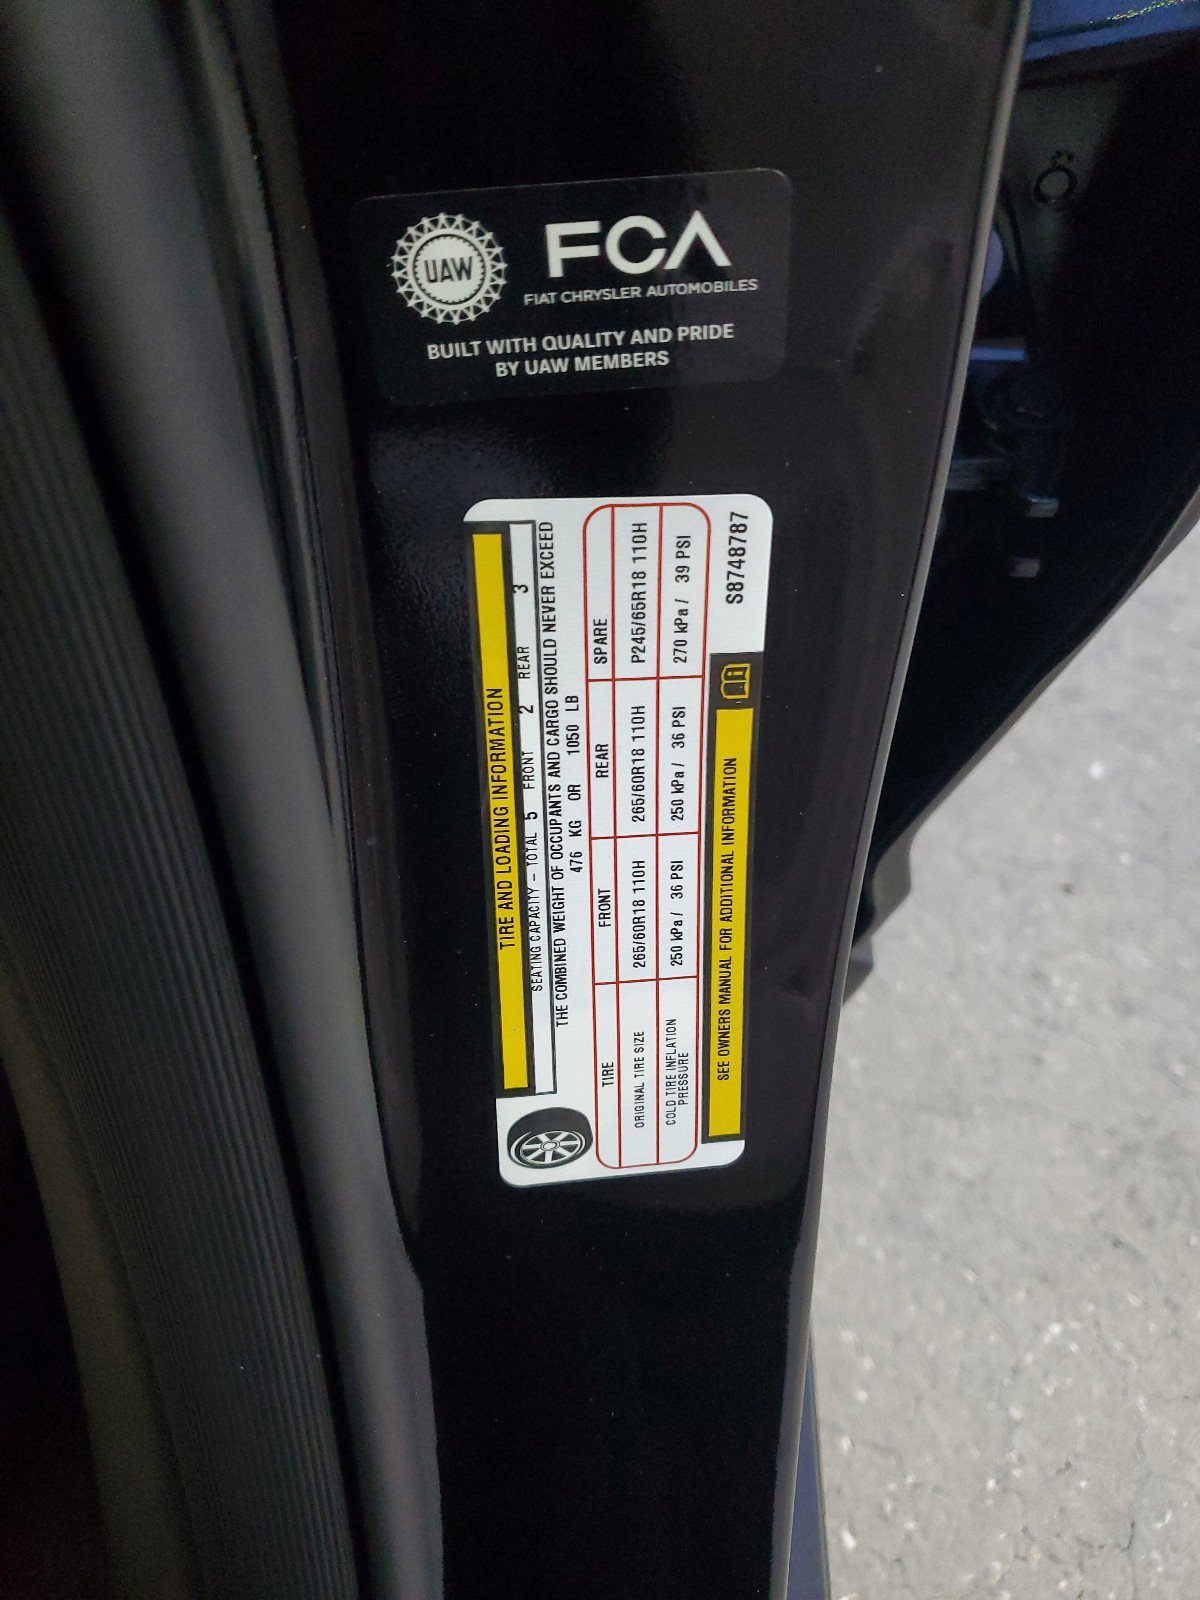 UAW
FCA
FIAT CHRYSLER AUTOMOBILES
BUILT WITH QUALITY AND PRIDE
BY UAW MEMBERS
TIRE AND LOADING INFORMATION
SEATING CAPACITY – TOTAL 5 FRONT 2 REAR 3
THE COMBINED WEIGHT OF OCCUPANTS AND CARGO SHOULD NEVER EXCEED
476 KG OR 1050 LB
TIRE FRONT REAR SPARE
ORIGINAL TIRE SIZE 265/60R18 110H 265/60R18 110H P245/65R18 110H
COLD TIRE INFLATION
PRESSURE 250 kPa / 36 PSI 250 kPa / 36 PSI 270 kPa / 39 PSI
SEE OWNERS MANUAL FOR ADDITIONAL INFORMATION
S8748787